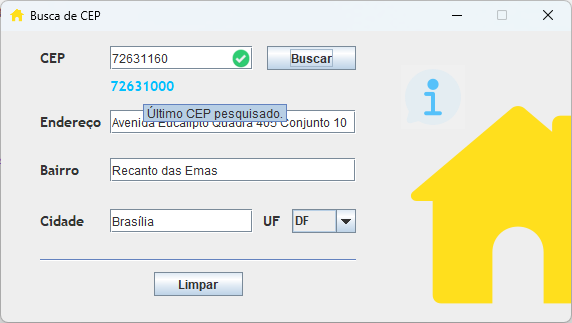 Busca de CEP
CEP 72631160 Buscar
72631000
Último CEP pesquisado.
Endereço Avenida Eucalipto Quadra 405 Conjunto 10
Bairro Recanto das Emas
Cidade Brasília UF DF
Limpar